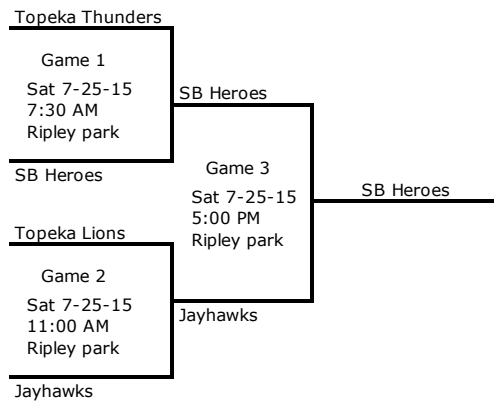 Topeka Thunders
Game 1
Sat 7-25-15
7:30 AM
Ripley park
SB Heroes
SB Heroes
Game 3
Sat 7-25-15
5:00 PM
Ripley park
SB Heroes
Topeka Lions
Game 2
Sat 7-25-15
11:00 AM
Ripley park
Jayhawks
Jayhawks